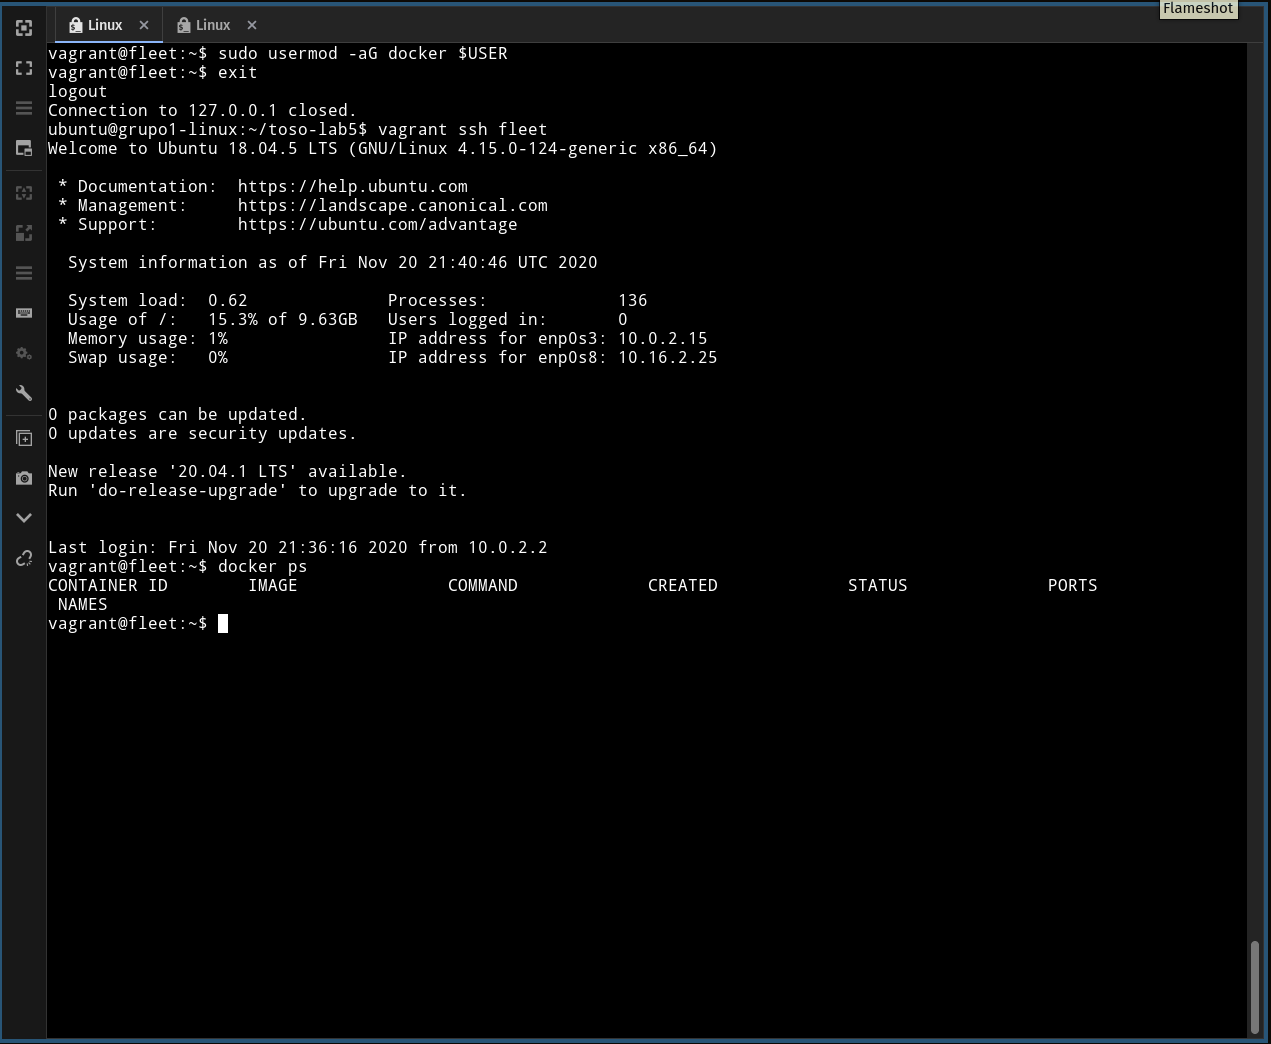 Flameshot
Linux Linux
vagrant@fleet:~$ sudo usermod -aG docker $USER
vagrant@fleet:~$ exit
logout
Connection to 127.0.0.1 closed.
ubuntu@grupo1-linux:~/toso-lab5$ vagrant ssh fleet
Welcome to Ubuntu 18.04.5 LTS (GNU/Linux 4.15.0-124-generic x86_64)
 * Documentation:  https://help.ubuntu.com
 * Management:     https://landscape.canonical.com
 * Support:        https://ubuntu.com/advantage
  System information as of Fri Nov 20 21:40:46 UTC 2020
  System load:  0.62              Processes:             136
  Usage of /:   15.3% of 9.63GB   Users logged in:       0
  Memory usage: 1%                IP address for enp0s3: 10.0.2.15
  Swap usage:   0%                IP address for enp0s8: 10.16.2.25
0 packages can be updated.
0 updates are security updates.
New release '20.04.1 LTS' available.
Run 'do-release-upgrade' to upgrade to it.
Last login: Fri Nov 20 21:36:16 2020 from 10.0.2.2
vagrant@fleet:~$ docker ps
CONTAINER ID        IMAGE               COMMAND             CREATED             STATUS              PORTS
 NAMES
vagrant@fleet:~$